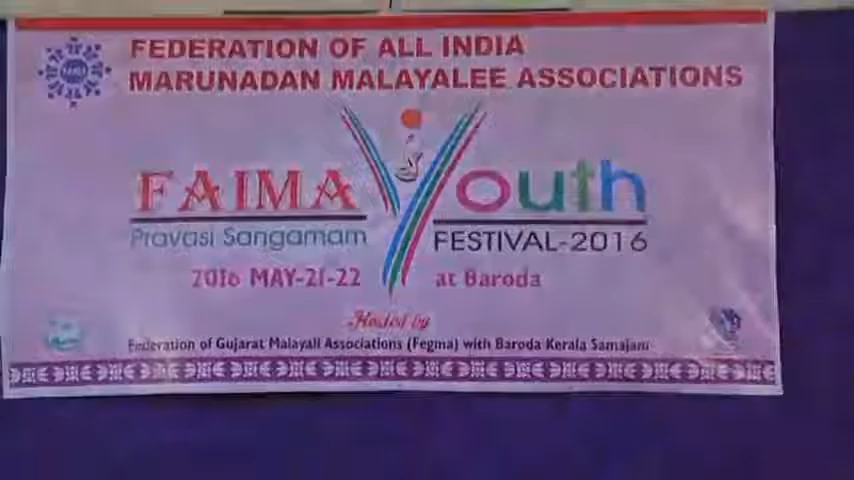 FEDERATION OF ALL INDIA
MARUNADAN MALAYALEE ASSOCIATIONS
FAIMA Youth
Pravasi Sangamam FESTIVAL-2016
2016 MAY-21-22 at Baroda
Hosted by
Federation of Gujarat Malayali Associations (Fegma) with Baroda Kerala Samajam